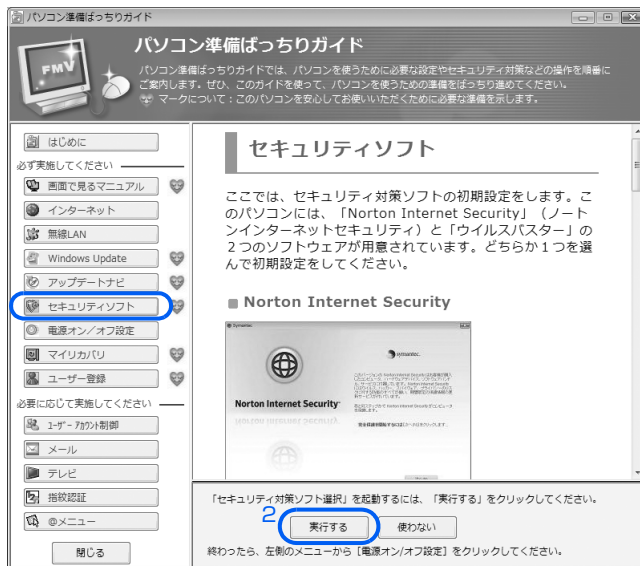 パソコン準備ばっちりガイド
パソコン準備ばっちりガイド
パソコン準備ばっちりガイドでは、パソコンを使うために必要な設定やセキュリティ対策などの操作を順番に
ご案内します。ぜひ、このガイドを使って、パソコンを使うための準備をばっちり進めてください。
マークについて：このパソコンを安心してお使いいただくために必要な準備を示します。
FMV
はじめに
必ず実施してください
画面で見るマニュアル
インターネット
無線LAN
Windows Update
アップデートナビ
セキュリティソフト
電源オン／オフ設定
マイリカバリ
ユーザー登録
必要に応じて実施してください
ユーザーアカウント制御
メール
テレビ
指紋認証
@メニュー
閉じる
セキュリティソフト
ここでは、セキュリティ対策ソフトの初期設定をします。こ
のパソコンには、「Norton Internet Security」（ノート
ンインターネットセキュリティ）と「ウイルスバスター」の
２つのソフトウェアが用意されています。どちらか１つを選
んで初期設定をしてください。
Norton Internet Security
Symantec
symantec.
Norton Internet Security
「セキュリティ対策ソフト選択」を起動するには、「実行する」をクリックしてください。
2
実行する
使わない
終わったら、左側のメニューから［電源オン/オフ設定］をクリックしてください。